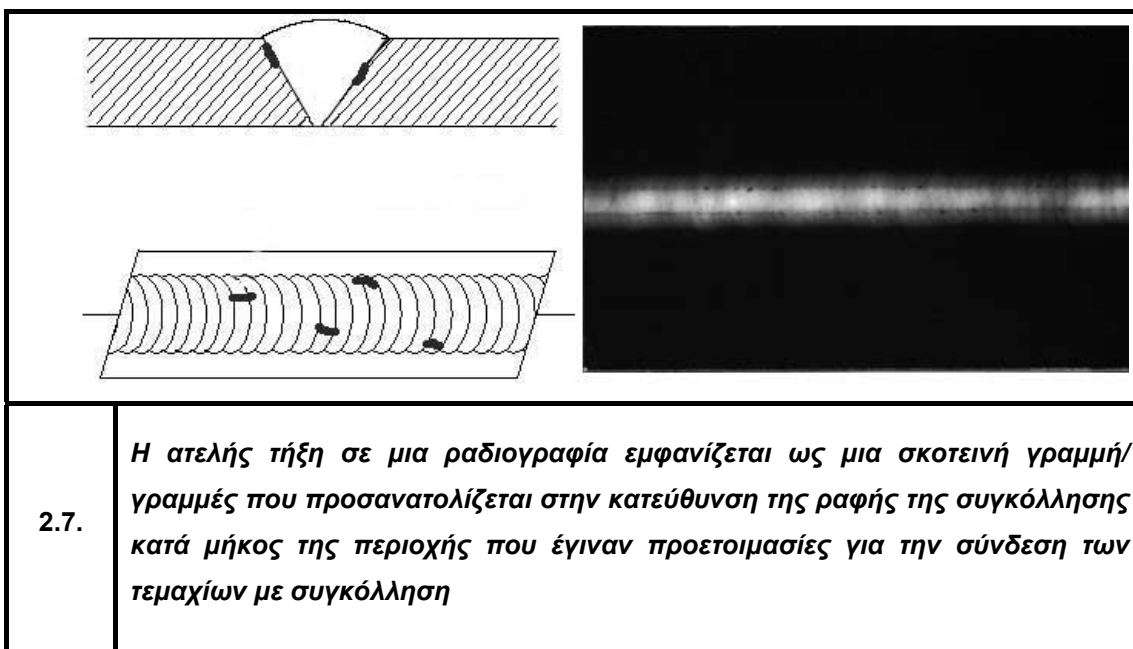 Η ατελής τήξη σε μια ραδιογραφία εμφανίζεται ως μια σκοτεινή γραμμή/
γραμμές που προσανατολίζεται στην κατεύθυνση της ραφής της συγκόλλησης
2.7.
κατά μήκος της περιοχής που έγιναν προετοιμασίες για την σύνδεση των
τεμαχίων με συγκόλληση